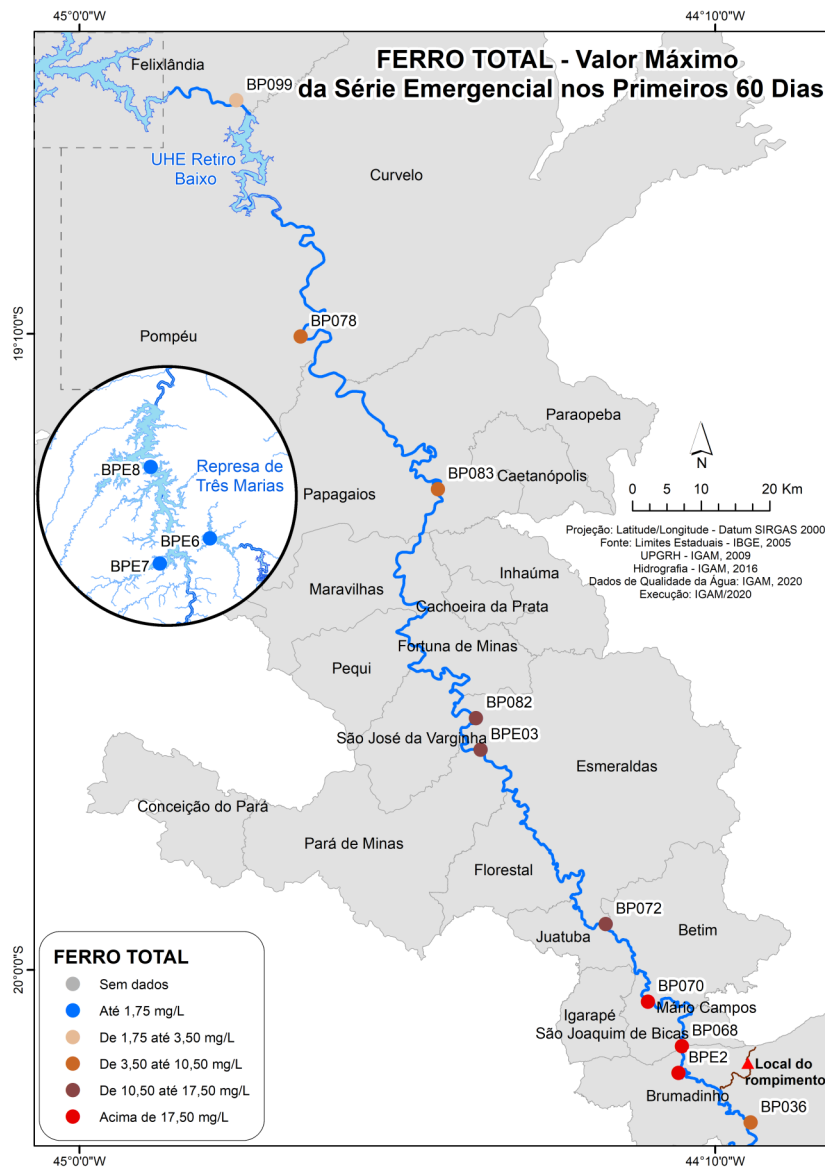 45°0'0"W
44°10'0"W
FERRO TOTAL - Valor Máximo
da Série Emergencial nos Primeiros 60 Dias
Felixlândia
BP099
UHE Retiro
Baixo
Curvelo
19°10'0"S
BP078
Pompéu
Paraopeba
BPE8
Represa de
Três Marias
BP083
Caetanópolis
Papagaios
N
0 5 10 20 Km
BPE6
BPE7
Projeção: Latitude/Longitude - Datum SIRGAS 2000
Fonte: Limites Estaduais - IBGE, 2005
UPGRH - IGAM, 2009
Hidrografia - IGAM, 2016
Dados de Qualidade da Água: IGAM, 2020
Execução: IGAM/2020
Inhaúma
Maravilhas
Cachoeira da Prata
Fortuna de Minas
Pequi
BP082
São José da Varginha
BPE03
Esmeraldas
Conceição do Pará
Pará de Minas
Florestal
BP072
Juatuba
Betim
20°0'0"S
BP070
Mário Campos
Igarapé
São Joaquim de Bicas
BP068
BPE2
Local do
rompimento
Brumadinho
BP036
FERRO TOTAL
Sem dados
Até 1,75 mg/L
De 1,75 até 3,50 mg/L
De 3,50 até 10,50 mg/L
De 10,50 até 17,50 mg/L
Acima de 17,50 mg/L
45°0'0"W
44°10'0"W